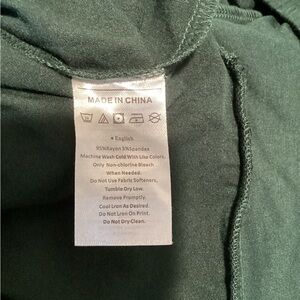 MADE IN CHINA
• English
95%Rayon 5%Spandex
Machine Wash Cold With Like Colors.
Only Non-chlorine Bleach
When Needed.
Do Not Use Fabric Softeners,
Tumble Dry Low.
Remove Promptly.
Cool Lron As Desired.
Do Not Lron On Print.
Do Not Dry Clean.